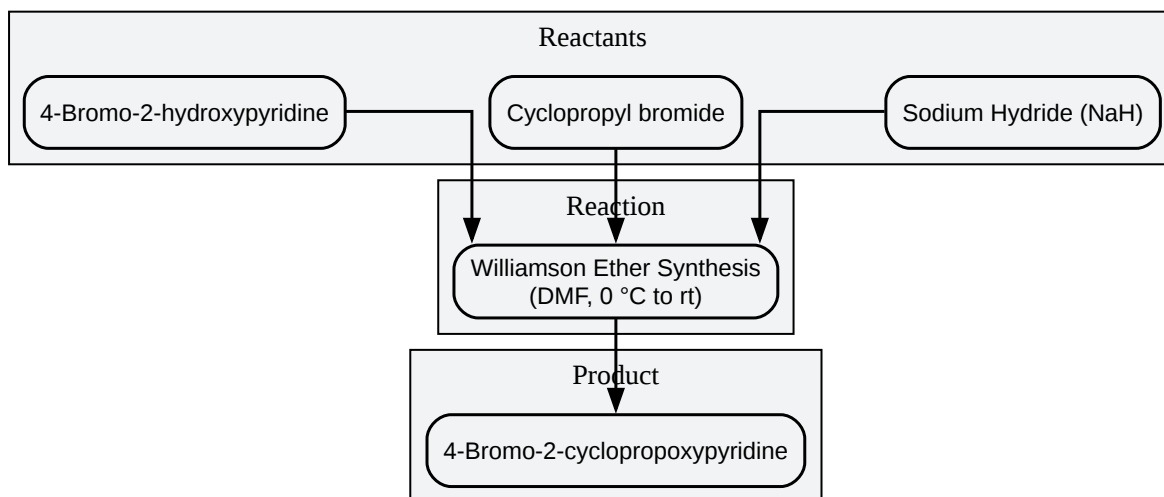 Reactants
4-Bromo-2-hydroxypyridine
Cyclopropyl bromide
Sodium Hydride (NaH)
Reaction
Williamson Ether Synthesis
(DMF, 0 °C to rt)
Product
4-Bromo-2-cyclopropoxypyridine